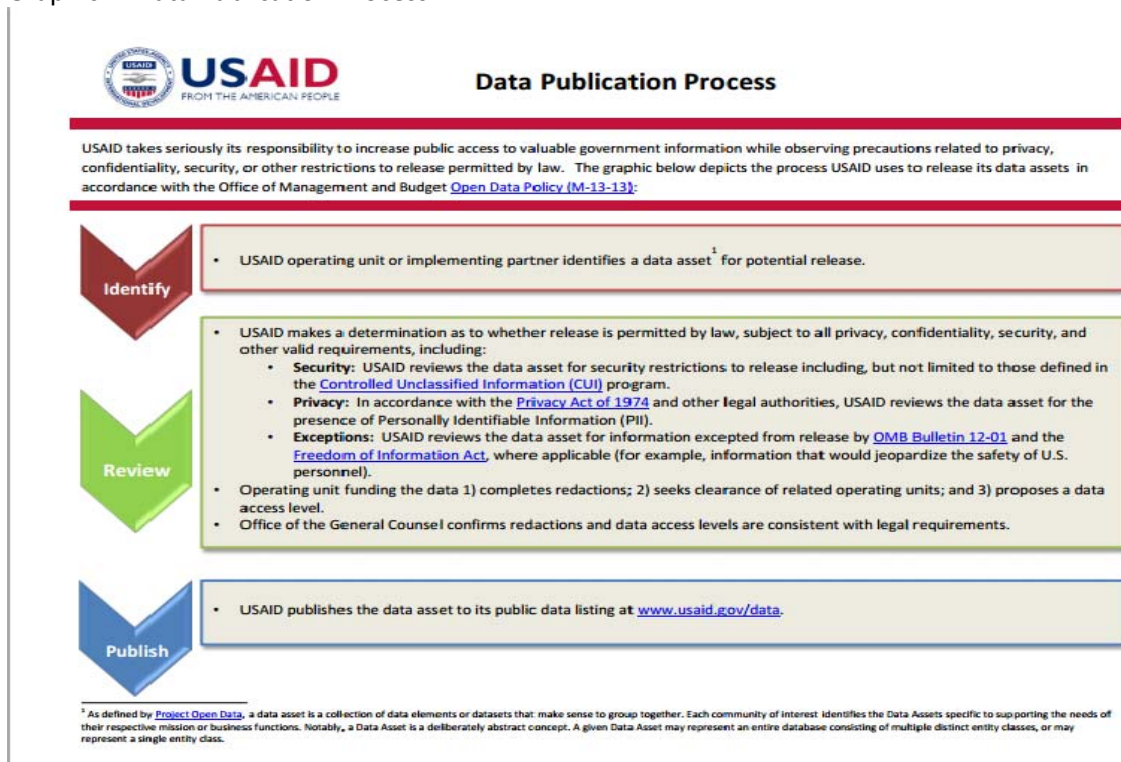 USAID
FROM THE AMERICAN PEOPLE
Data Publication Process
USAID takes seriously its responsibility to increase public access to valuable government information while observing precautions related to privacy,
confidentiality, security, or other restrictions to release permitted by law. The graphic below depicts the process USAID uses to release its data assets in
accordance with the Office of Management and Budget Open Data Policy (M-13-13):
Identify
• USAID operating unit or implementing partner identifies a data asset¹ for potential release.
Review
• USAID makes a determination as to whether release is permitted by law, subject to all privacy, confidentiality, security, and
other valid requirements, including:
• Security: USAID reviews the data asset for security restrictions to release including, but not limited to those defined in
the Controlled Unclassified Information (CUI) program.
• Privacy: In accordance with the Privacy Act of 1974 and other legal authorities, USAID reviews the data asset for the
presence of Personally Identifiable Information (PII).
• Exceptions: USAID reviews the data asset for information excepted from release by OMB Bulletin 12-01 and the
Freedom of Information Act, where applicable (for example, information that would jeopardize the safety of U.S.
personnel).
• Operating unit funding the data 1) completes redactions; 2) seeks clearance of related operating units; and 3) proposes a data
access level.
• Office of the General Counsel confirms redactions and data access levels are consistent with legal requirements.
Publish
• USAID publishes the data asset to its public data listing at www.usaid.gov/data.
¹ As defined by Project Open Data, a data asset is a collection of data elements or datasets that make sense to group together. Each community of interest identifies the Data Assets specific to supporting the needs of
their respective mission or business functions. Notably, a Data Asset is a deliberately abstract concept. A given Data Asset may represent an entire database consisting of multiple distinct entity classes, or may
represent a single entity class.